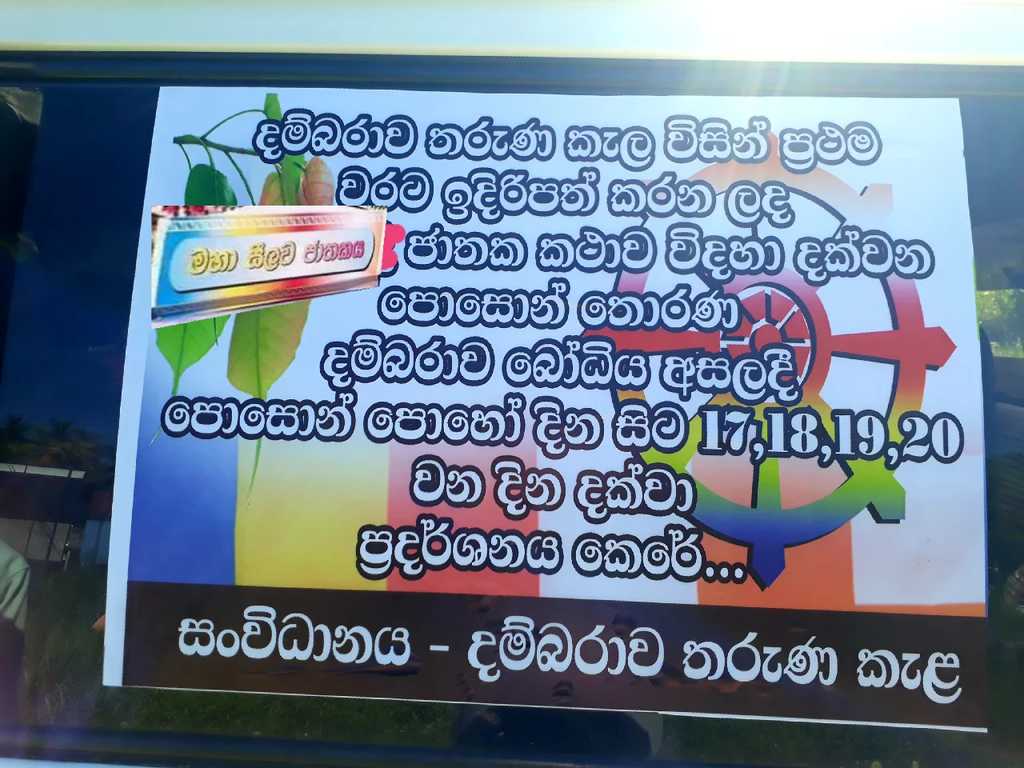 දම්බරාව තරුණ කැල විසින් ප්‍රථම
වරට ඉදිරිපත් කරන ලද
මහා සීලව ජාතකය
ජාතක කථාව විදහා දක්වන
පොසොන් තොරණ
දම්බරාව බෝධිය අසලදී
පොසොන් පොහෝ දින සිට 17,18,19,20
වන දින දක්වා
ප්‍රදර්ශනය කෙරේ...
සංවිධානය - දම්බරාව තරුණ කැළ